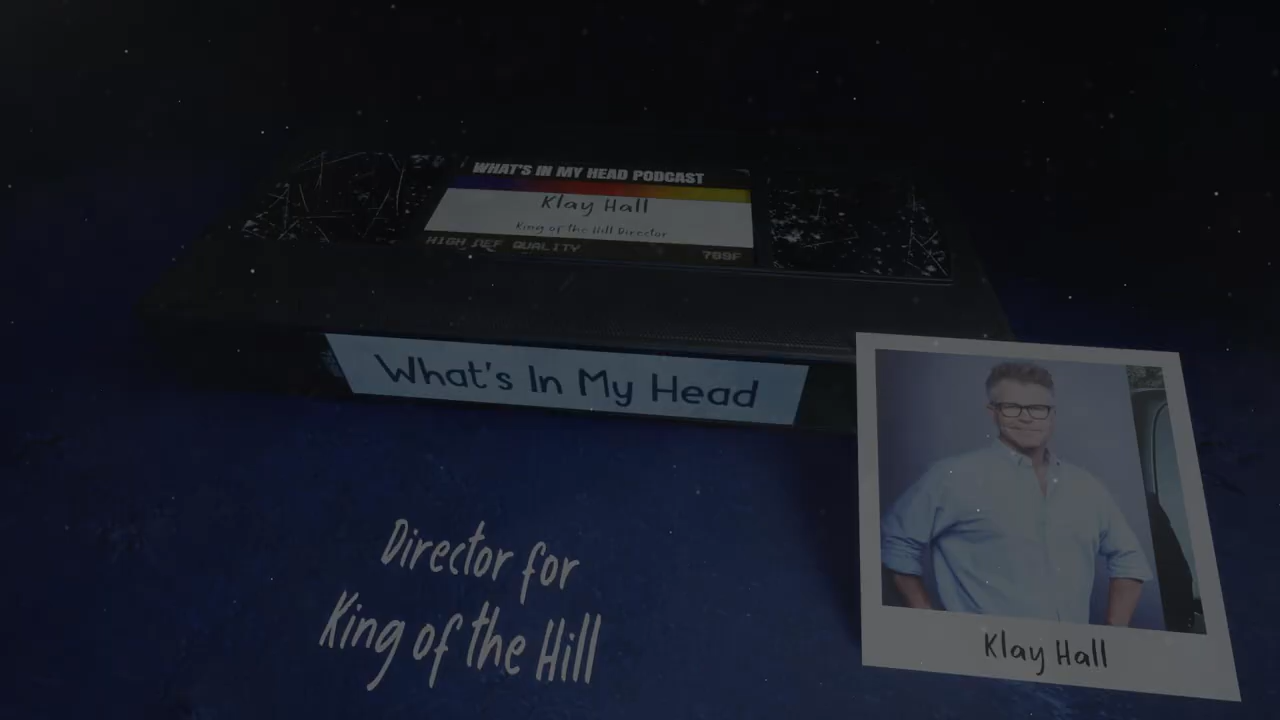 WHAT'S IN MY HEAD PODCAST
Klay Hall
King of the Hill Director
HIGH DEF QUALITY 789F
What's In My Head
Director for
King of the Hill
Klay Hall